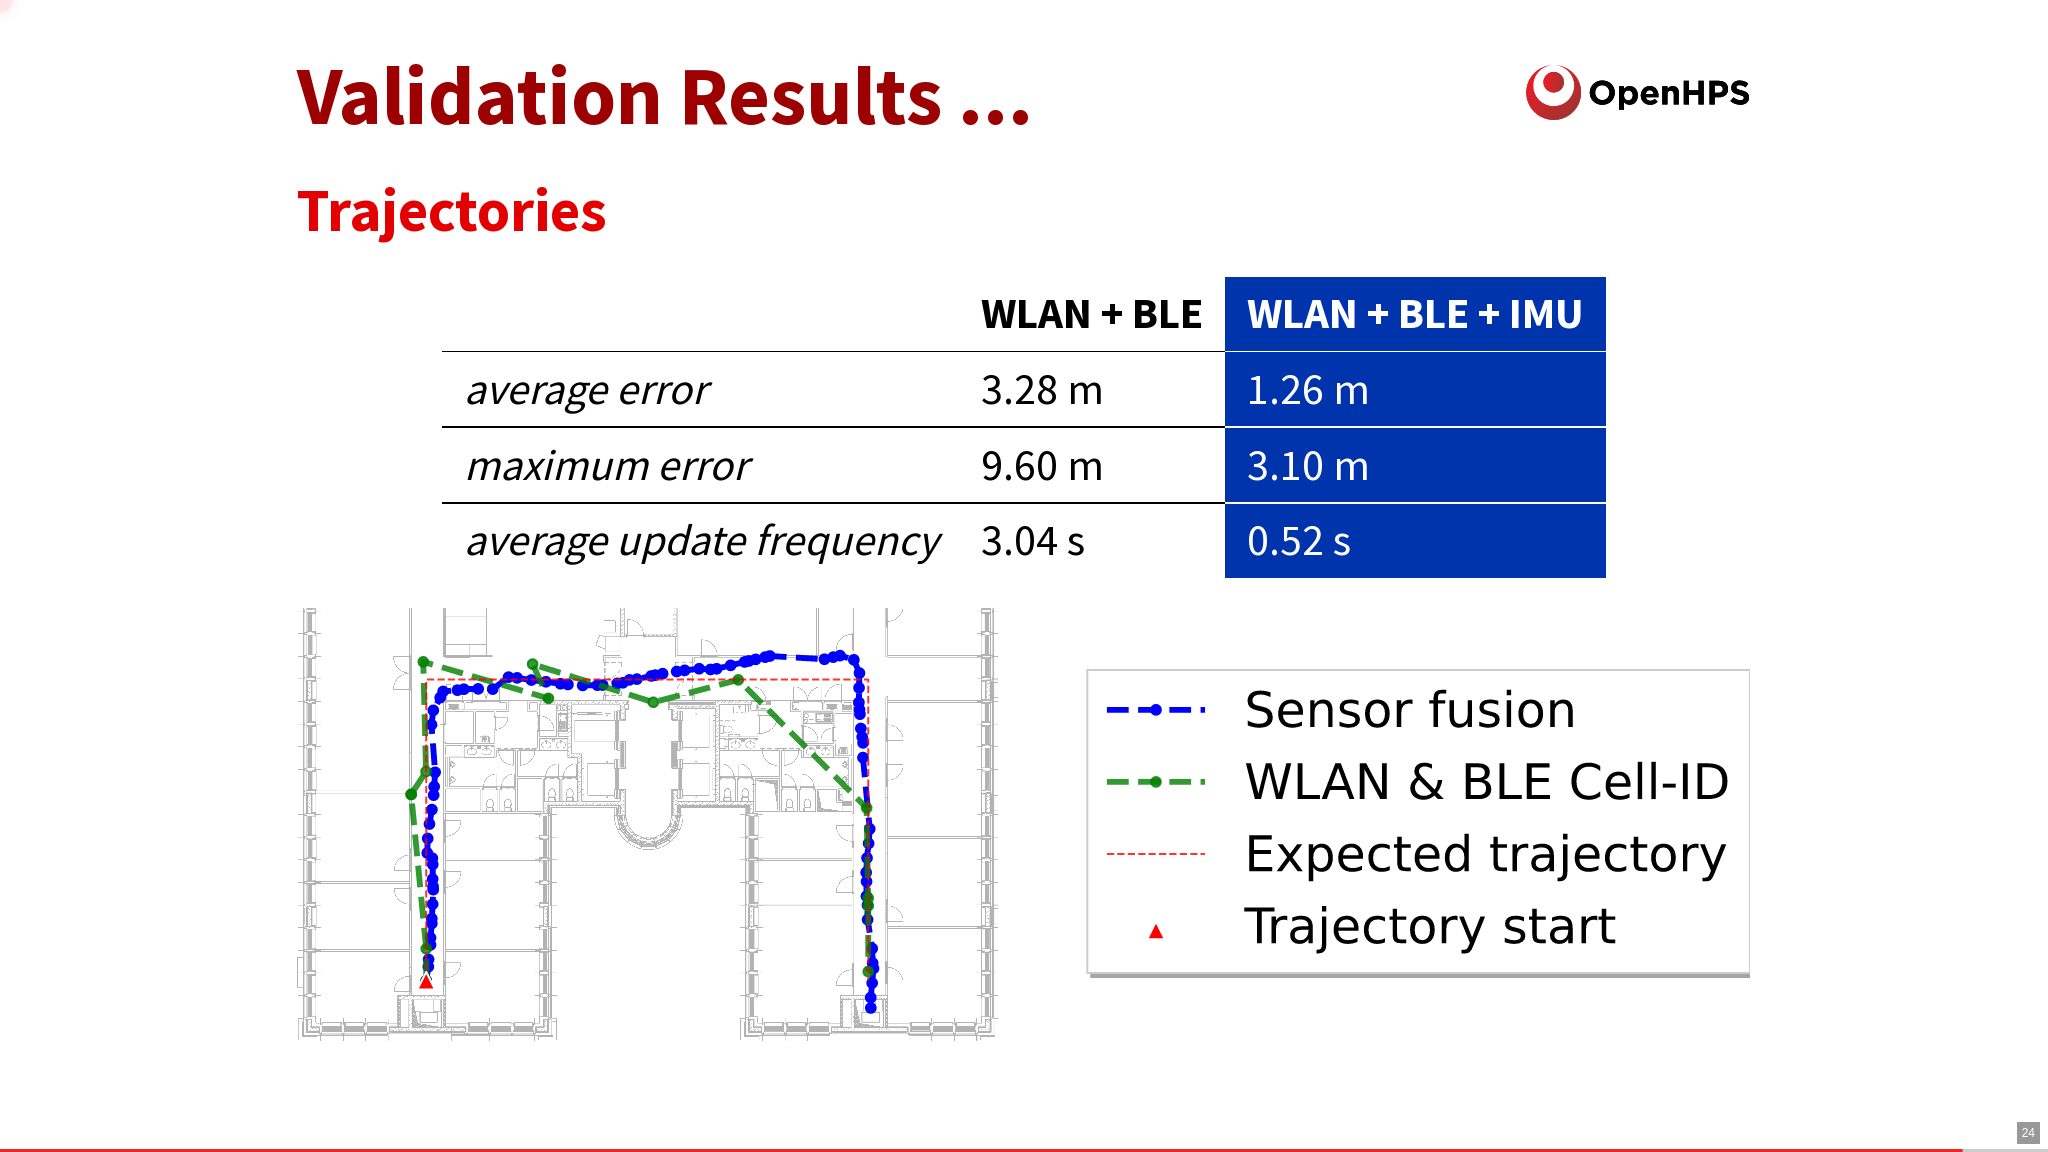 Validation Results ...
OpenHPS
Trajectories
WLAN + BLE
WLAN + BLE + IMU
average error
3.28 m
1.26 m
maximum error
9.60 m
3.10 m
average update frequency
3.04 s
0.52 s
Sensor fusion
WLAN & BLE Cell-ID
Expected trajectory
Trajectory start
24